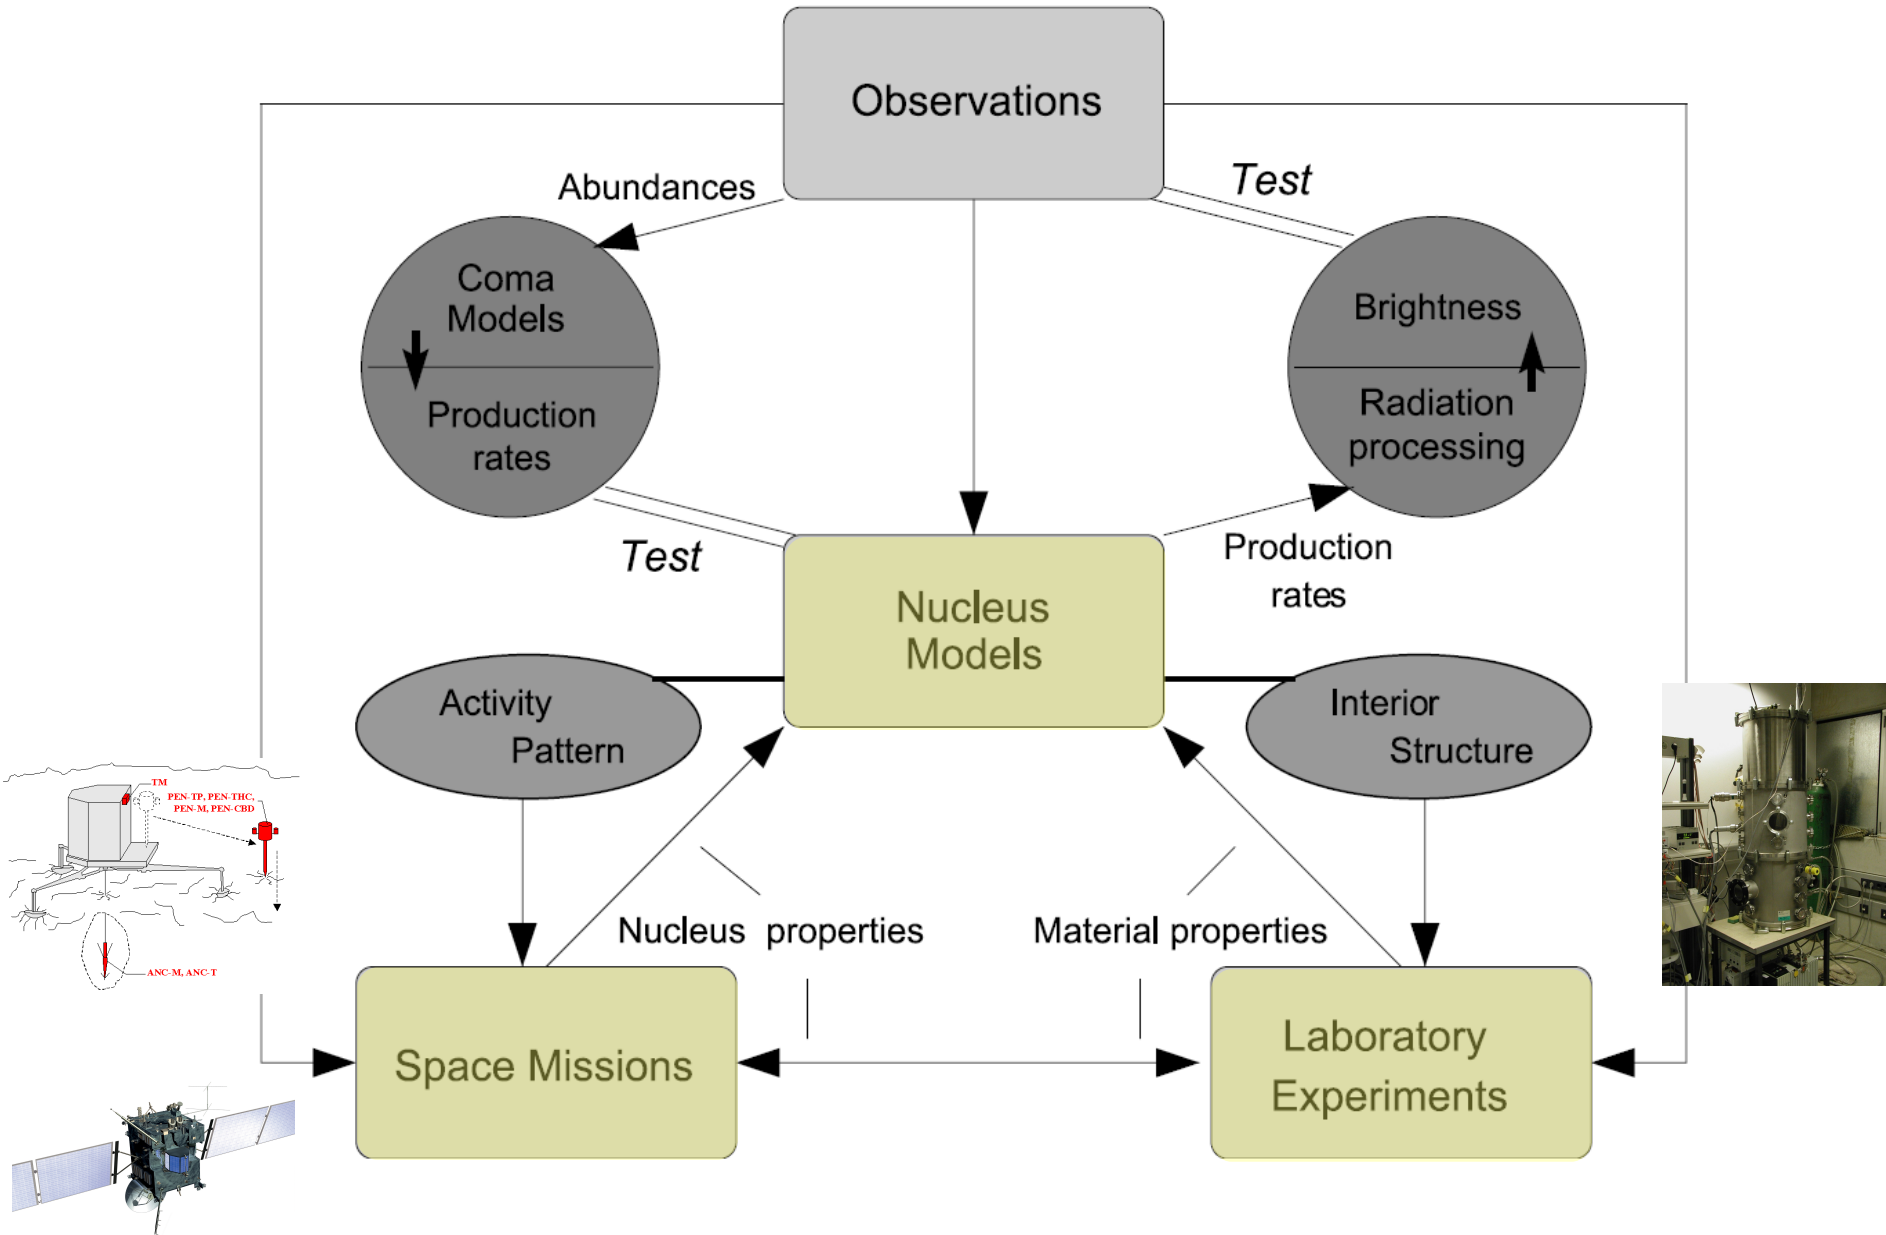 Observations
Abundances
Test
Coma
Models
Production
rates
Brightness
Radiation
processing
Test
Production
rates
Nucleus
Models
Activity
Pattern
Interior
Structure
TM
PEN-TP, PEN-THC,
PEN-M, PEN-CBD
ANC-M, ANC-T
Nucleus properties
Material properties
Space Missions
Laboratory
Experiments